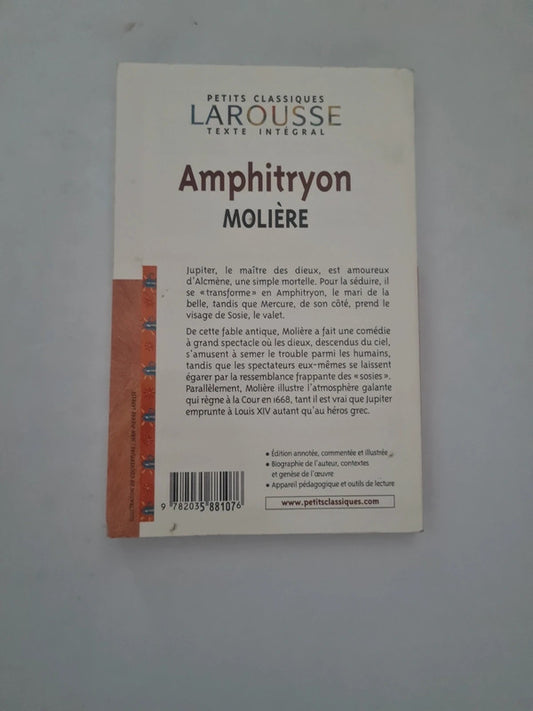 PETITS CLASSIQUES
LAROUSSE
TEXTE INTÉGRAL
Amphitryon
MOLIÈRE
Jupiter, le maître des dieux, est amoureux
d'Alcmène, une simple mortelle. Pour la séduire, il
se «transforme» en Amphitryon, le mari de la
belle, tandis que Mercure, de son côté, prend le
visage de Sosie, le valet.
De cette fable antique, Molière a fait une comédie
à grand spectacle où les dieux, descendus du ciel,
s'amusent à semer le trouble parmi les humains,
tandis que les spectateurs eux-mêmes se laissent
égarer par la ressemblance frappante des «sosies».
Parallèlement, Molière illustre l'atmosphère galante
qui règne à la Cour en 1668, tant il est vrai que Jupiter
emprunte à Louis XIV autant qu'au héros grec.
• Édition annotée, commentée et illustrée
• Biographie de l'auteur, contextes
et genèse de l'œuvre
• Appareil pédagogique et outils de lecture
www.petitsclassiques.com
9 782035 881076
ILLUSTRATION DE COUVERTURE :